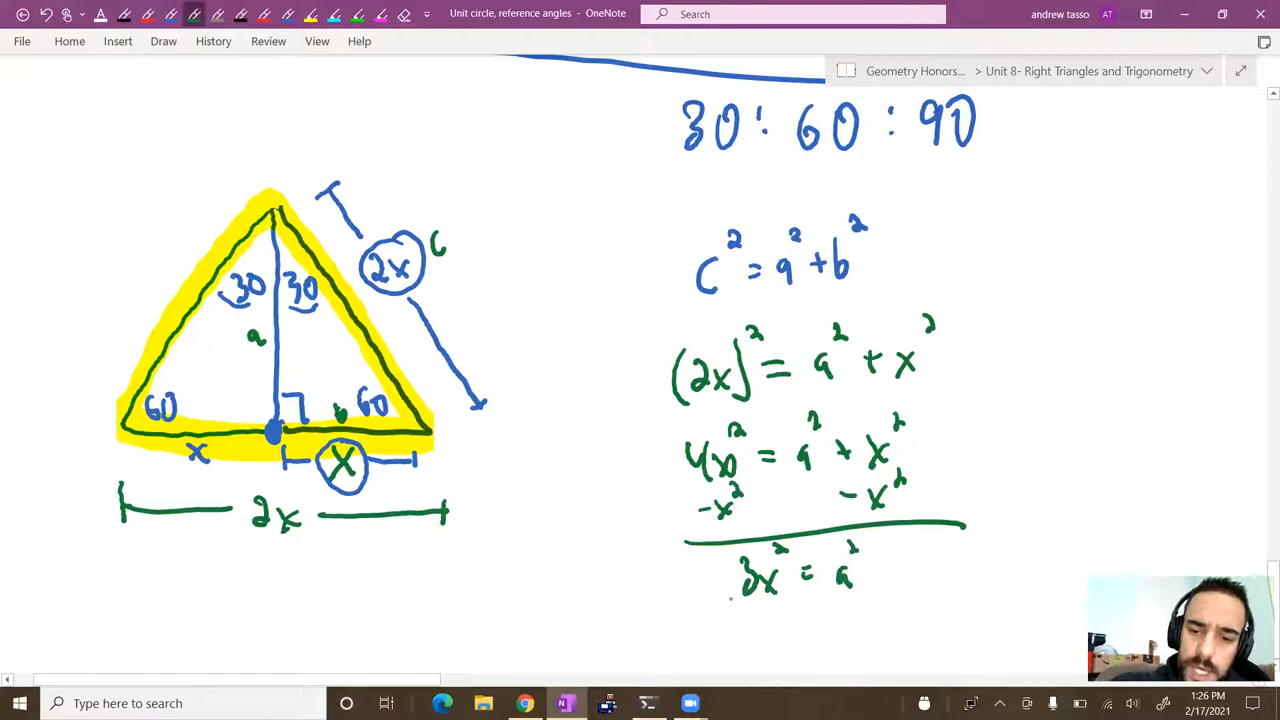 Unit circle, reference angles - OneNote
Search
andrew tasso
AT
File Home Insert Draw History Review View Help
Geometry Honors... > Unit 8- Right Triangles and Trigonometry
30 : 60 : 90
2x c
30 30
a
60 60
b
x x
2x
c² = a² + b²
(2x)² = a² + x²
4x² = a² + x²
-x² -x²
3x² = a²
Type here to search
1:26 PM
2/17/2021